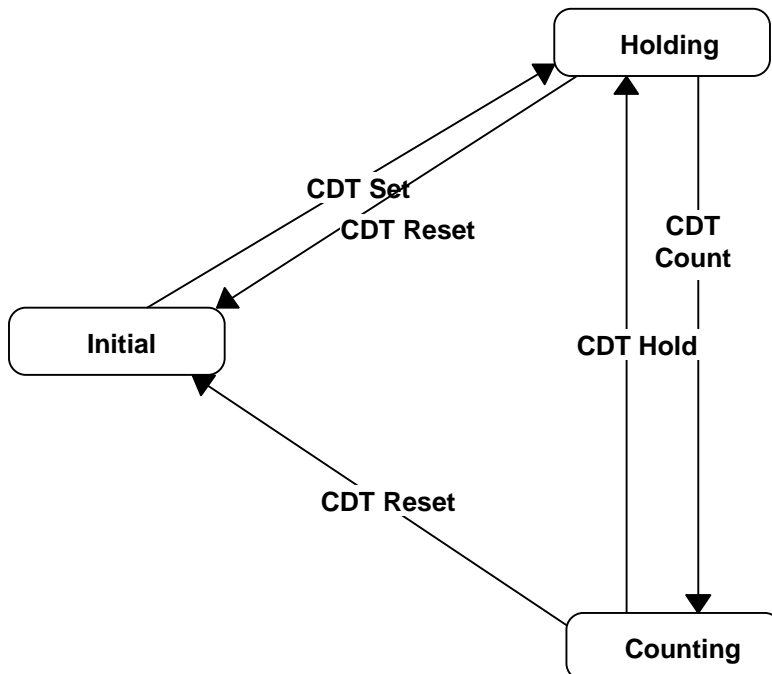 Holding
CDT Set
CDT Reset
CDT
Count
Initial
CDT Hold
CDT Reset
Counting